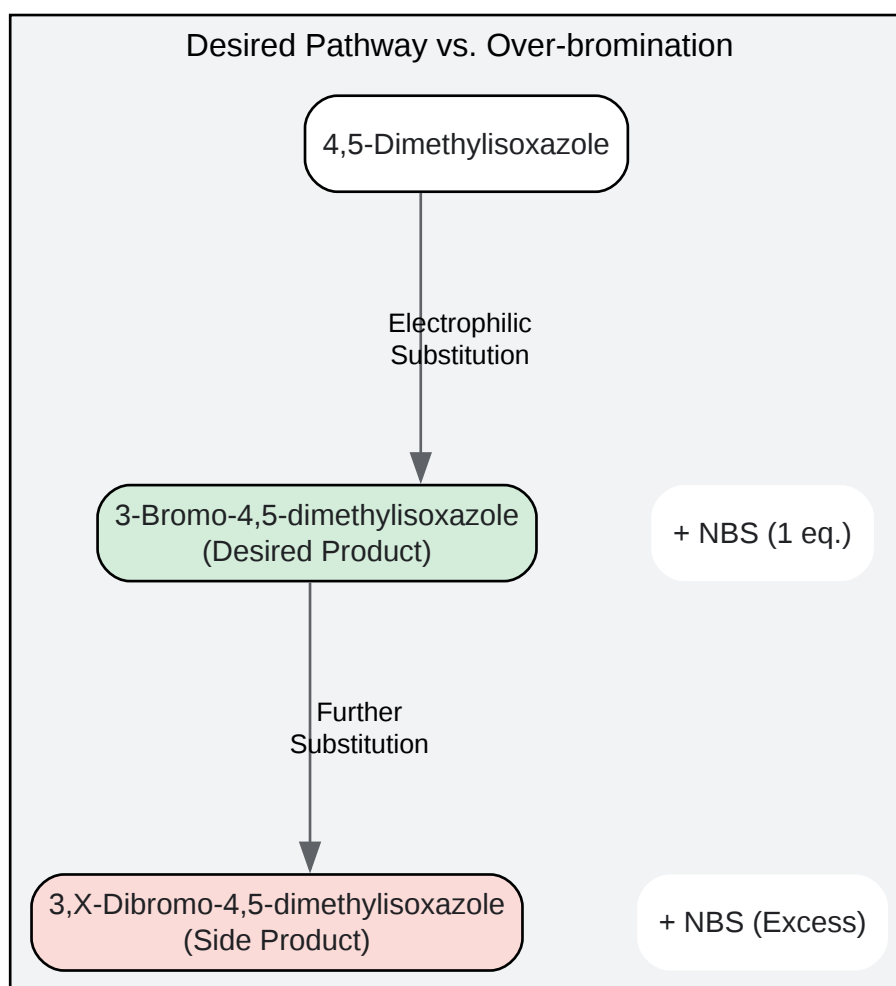 Desired Pathway vs. Over-bromination
4,5-Dimethylisoxazole
Electrophilic
Substitution
3-Bromo-4,5-dimethylisoxazole
(Desired Product)
+ NBS (1 eq.)
Further
Substitution
3,X-Dibromo-4,5-dimethylisoxazole
(Side Product)
+ NBS (Excess)